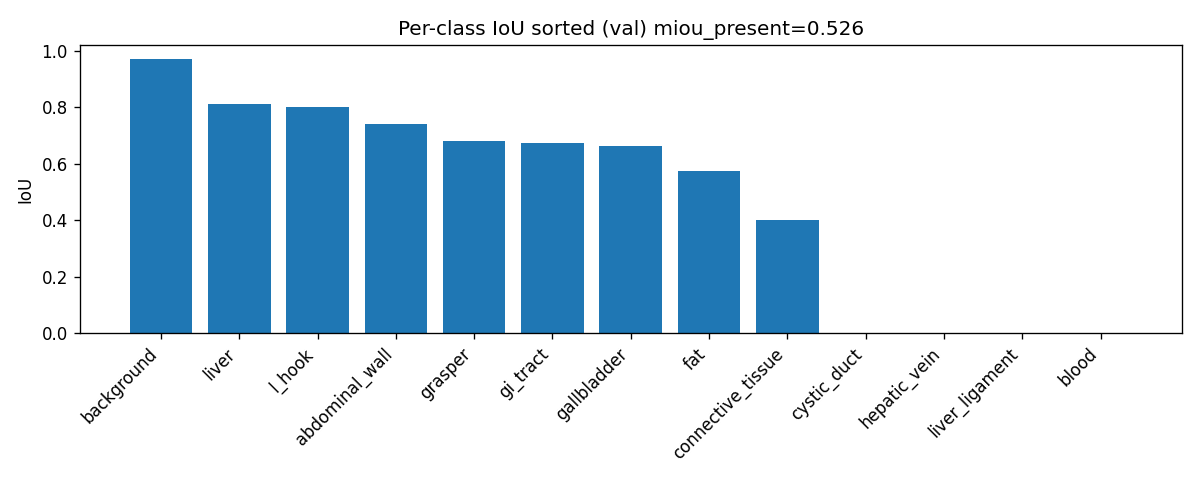 Per-class IoU sorted (val) miou_present=0.526
IoU
1.0
0.8
0.6
0.4
0.2
0.0
background
liver
l_hook
abdominal_wall
grasper
gi_tract
gallbladder
fat
connective_tissue
cystic_duct
hepatic_vein
liver_ligament
blood